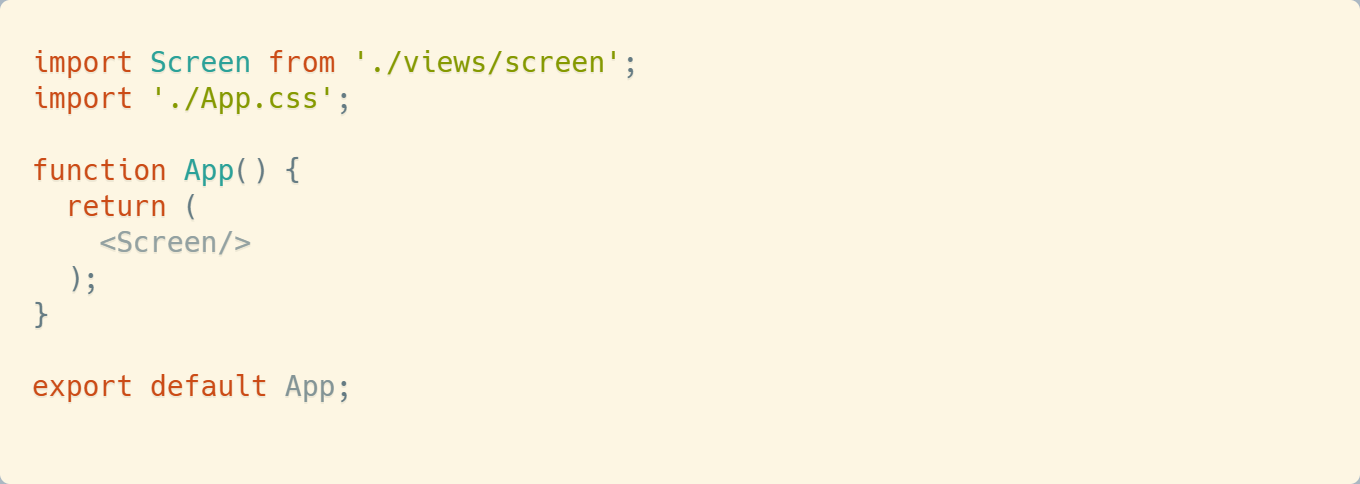 import Screen from './views/screen';
import './App.css';

function App() {
  return (
    <Screen/>
  );
}

export default App;